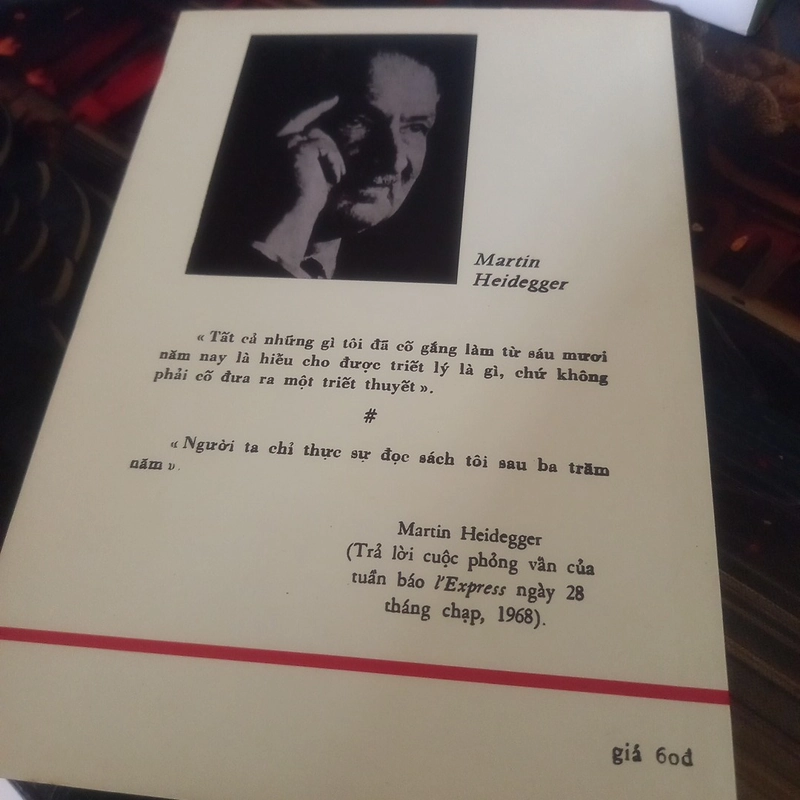 Martin
Heidegger
« Tất cả những gì tôi đã cố gắng làm từ sáu mươi
năm nay là hiểu cho được triết lý là gì, chứ không
phải cố đưa ra một triết thuyết ».
#
« Người ta chỉ thực sự đọc sách tôi sau ba trăm
năm ».
Martin Heidegger
(Trả lời cuộc phỏng vấn của
tuần báo l'Express ngày 28
tháng chạp, 1968).
giá 60đ